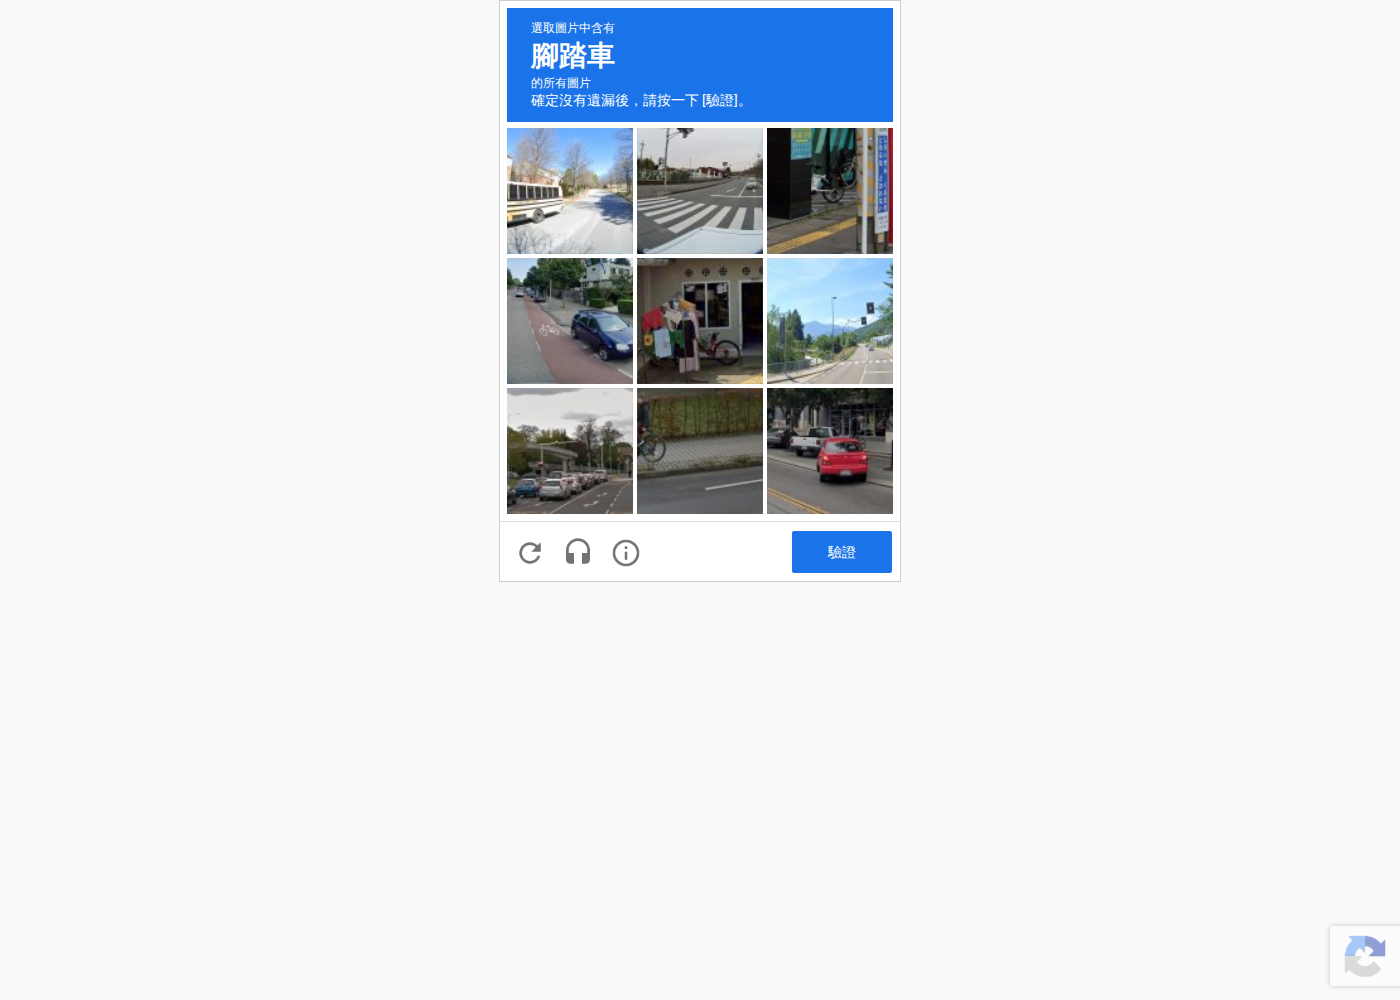 選取圖片中含有
腳踏車
的所有圖片
確定沒有遺漏後，請按一下 [驗證]。
驗證